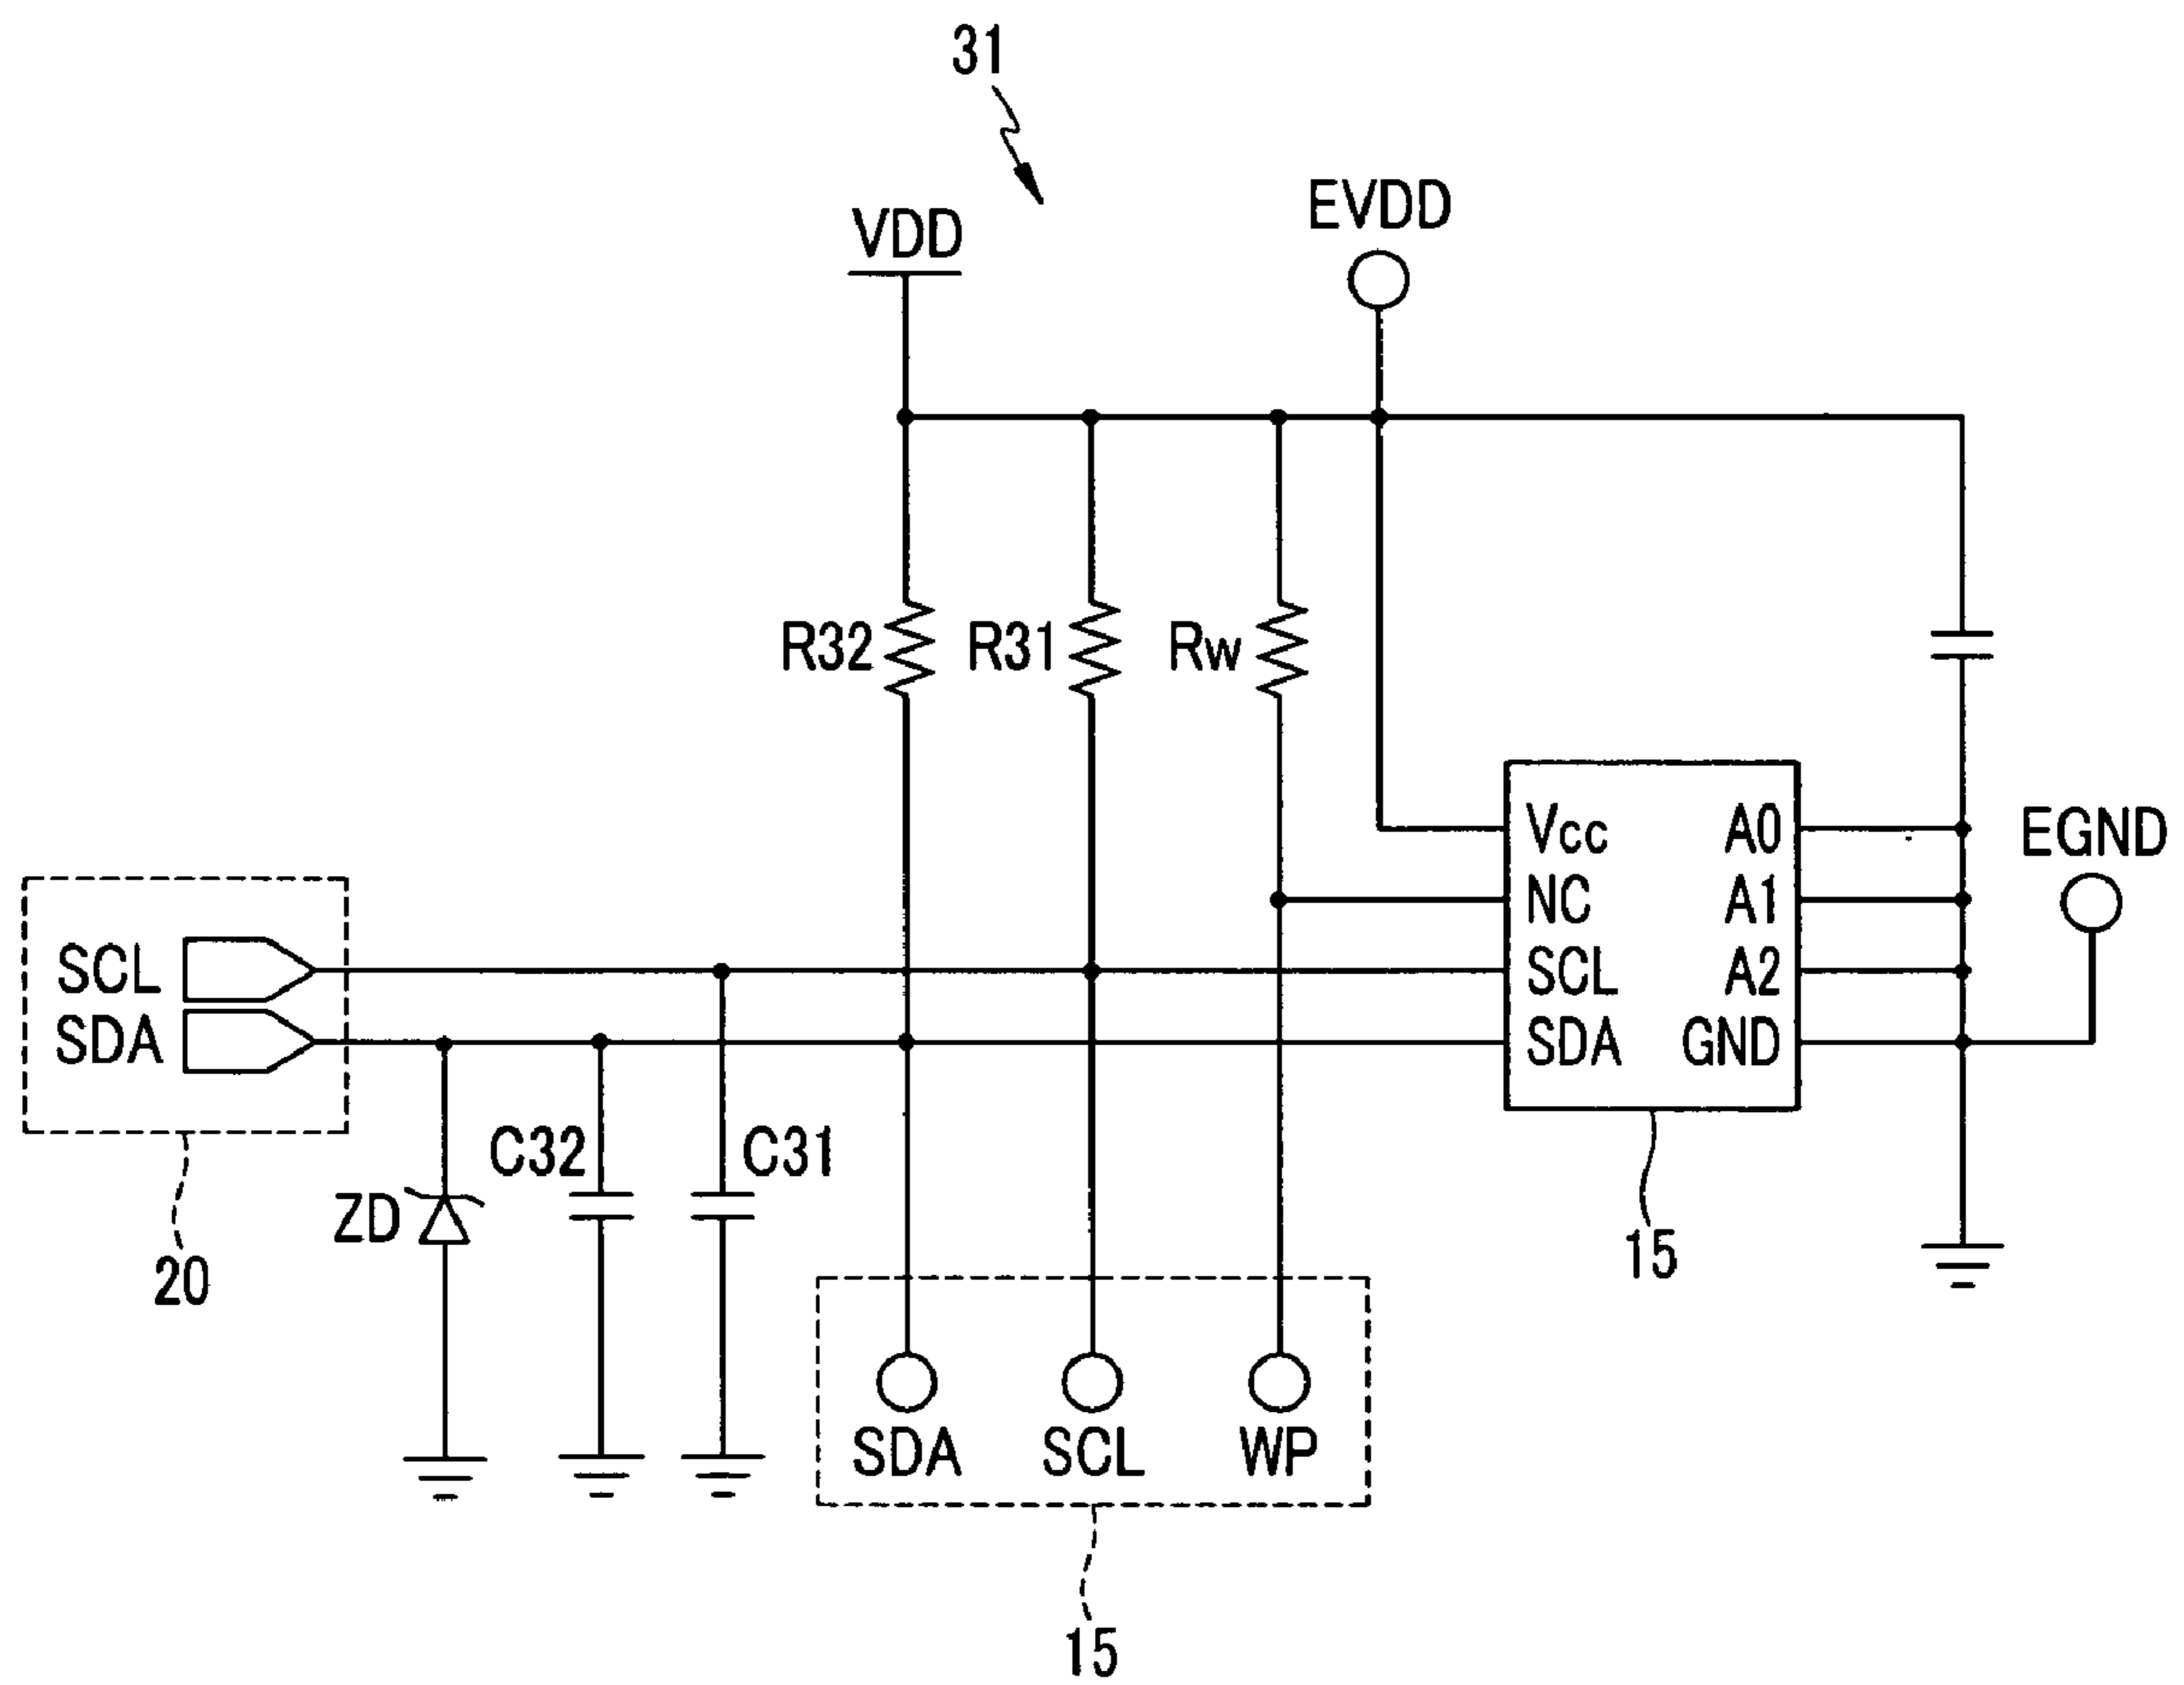 31
VDD
EVDD
R32
R31
Rw
Vcc
A0
NC
A1
SCL
A2
SDA
GND
EGND
SCL
SDA
20
ZD
C32
C31
15
SDA
SCL
WP
15